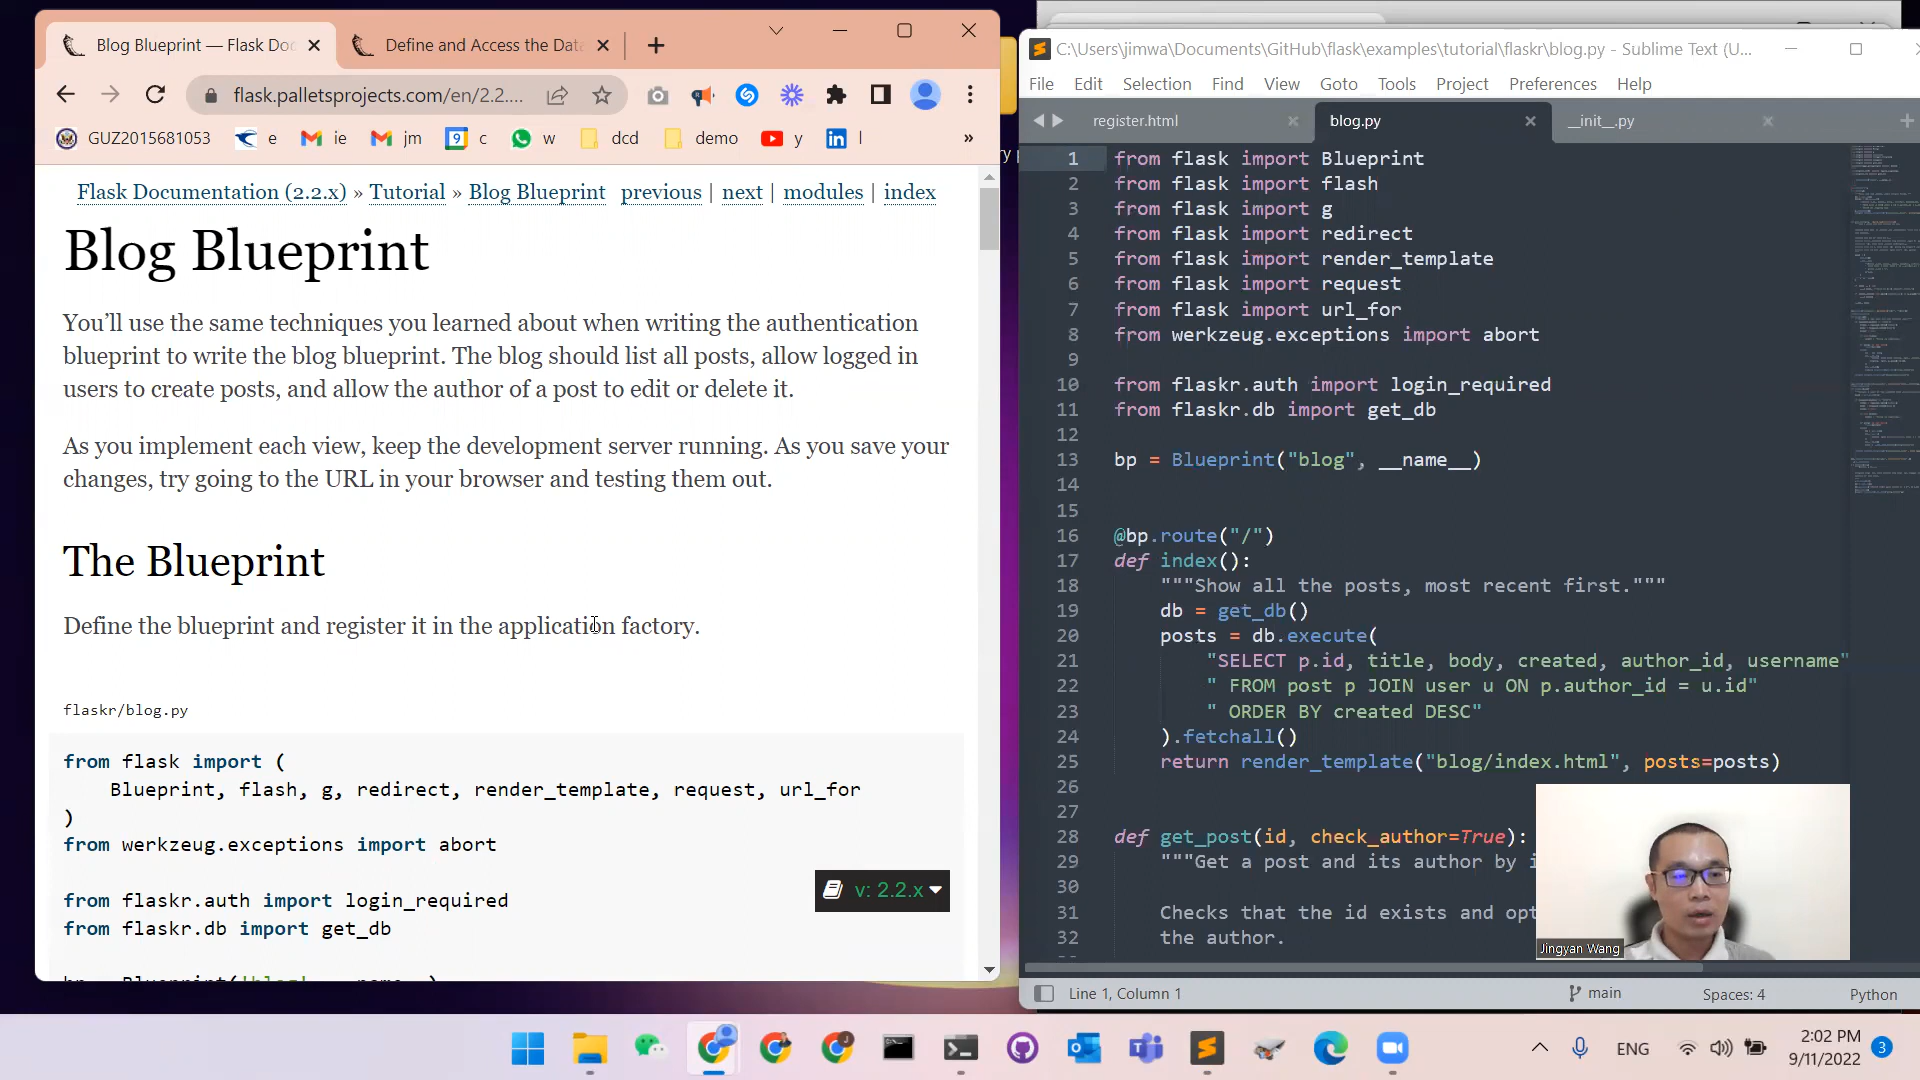 Blog Blueprint — Flask Doc
Define and Access the Data
flask.palletsprojects.com/en/2.2....
GUZ2015681053
e
ie
jm
9
c
w
dcd
demo
y
l
»
Flask Documentation (2.2.x) » Tutorial » Blog Blueprint previous | next | modules | index
Blog Blueprint
You’ll use the same techniques you learned about when writing the authentication
blueprint to write the blog blueprint. The blog should list all posts, allow logged in
users to create posts, and allow the author of a post to edit or delete it.
As you implement each view, keep the development server running. As you save your
changes, try going to the URL in your browser and testing them out.
The Blueprint
Define the blueprint and register it in the application factory.
flaskr/blog.py
from flask import (
Blueprint, flash, g, redirect, render_template, request, url_for
)
from werkzeug.exceptions import abort
v: 2.2.x
from flaskr.auth import login_required
from flaskr.db import get_db
C:\Users\jimwa\Documents\GitHub\flask\examples\tutorial\flaskr\blog.py - Sublime Text (U...
File Edit Selection Find View Goto Tools Project Preferences Help
register.html
blog.py
__init__.py
1 from flask import Blueprint
2 from flask import flash
3 from flask import g
4 from flask import redirect
5 from flask import render_template
6 from flask import request
7 from flask import url_for
8 from werkzeug.exceptions import abort
9
10 from flaskr.auth import login_required
11 from flaskr.db import get_db
12
13 bp = Blueprint("blog", __name__)
14
15
16 @bp.route("/")
17 def index():
18 """Show all the posts, most recent first."""
19 db = get_db()
20 posts = db.execute(
21 "SELECT p.id, title, body, created, author_id, username"
22 " FROM post p JOIN user u ON p.author_id = u.id"
23 " ORDER BY created DESC"
24 ).fetchall()
25 return render_template("blog/index.html", posts=posts)
26
27
28 def get_post(id, check_author=True):
29 """Get a post and its author by i
30
31 Checks that the id exists and opt
32 the author.
Jingyan Wang
Line 1, Column 1
main
Spaces: 4
Python
ENG
2:02 PM
9/11/2022
3